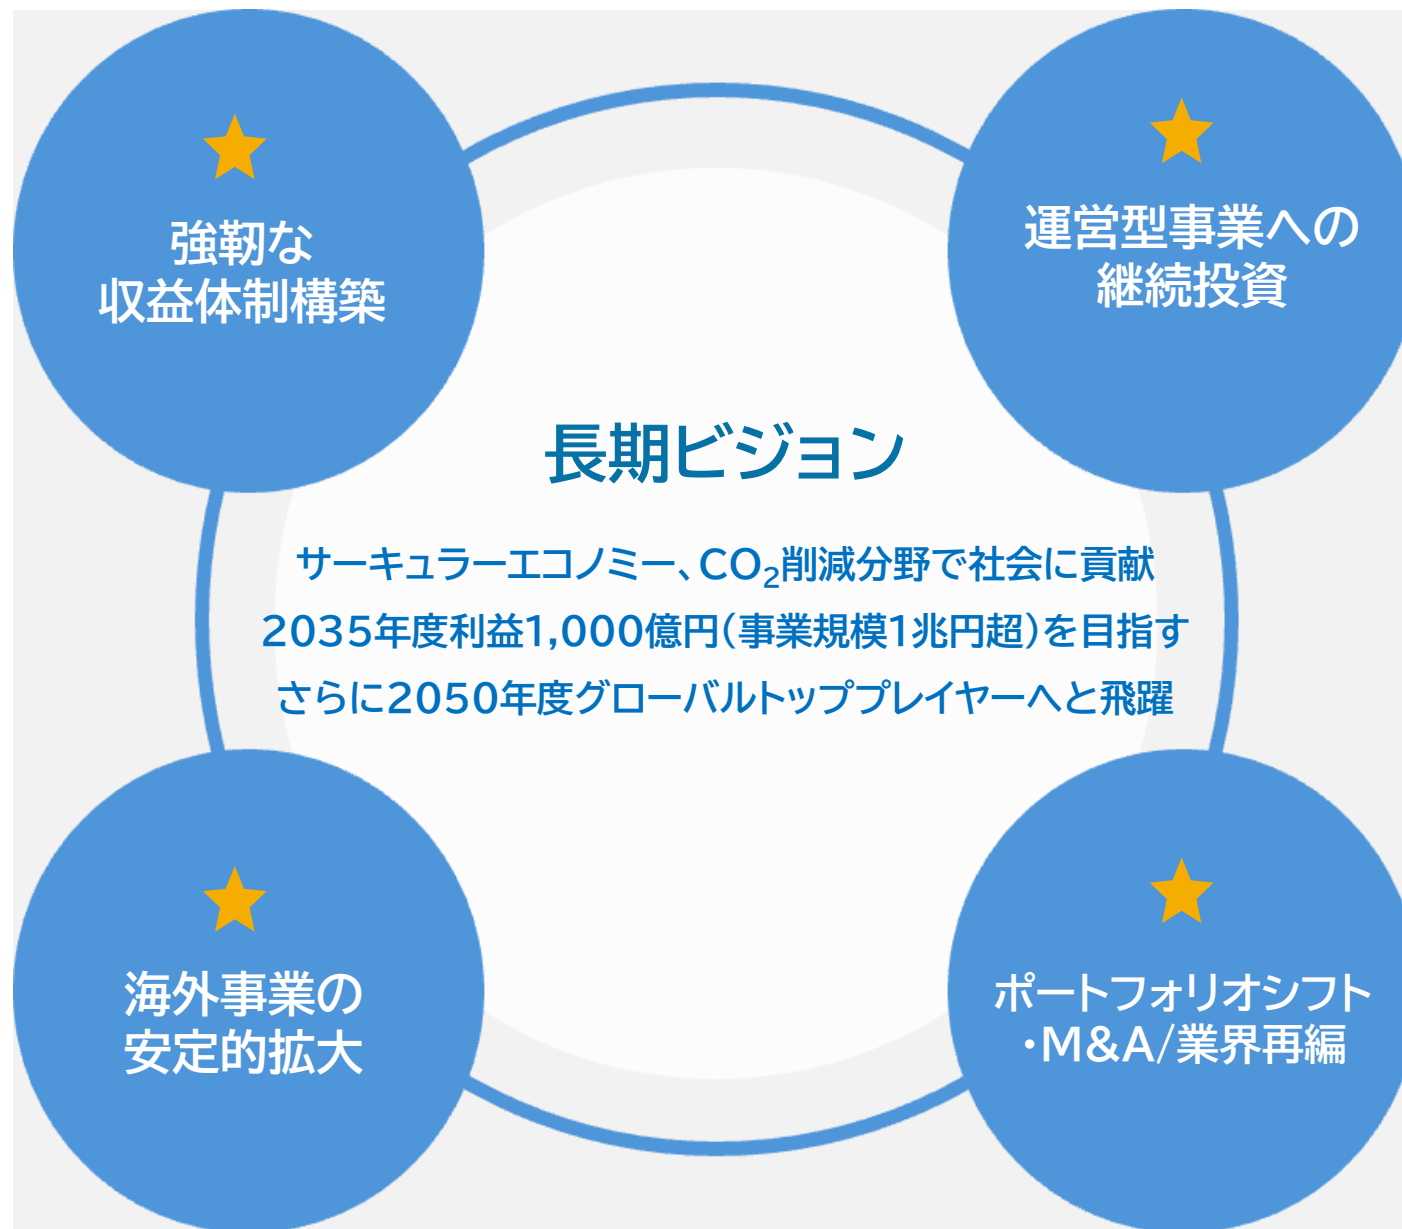 強靭な
収益体制構築
運営型事業への
継続投資
長期ビジョン
サーキュラーエコノミー、CO₂削減分野で社会に貢献
2035年度利益1,000億円(事業規模1兆円超)を目指す
さらに2050年度グローバルトッププレイヤーへと飛躍
海外事業の
安定的拡大
ポートフォリオシフト
・M&A/業界再編